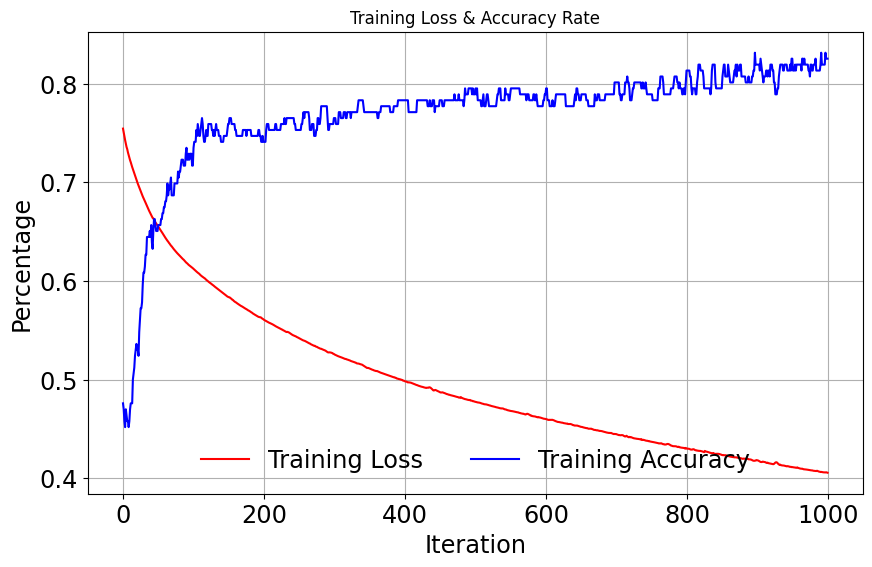 Training Loss & Accuracy Rate
Percentage
0.8
0.7
0.6
0.5
0.4
Training Loss Training Accuracy
0 200 400 600 800 1000
Iteration